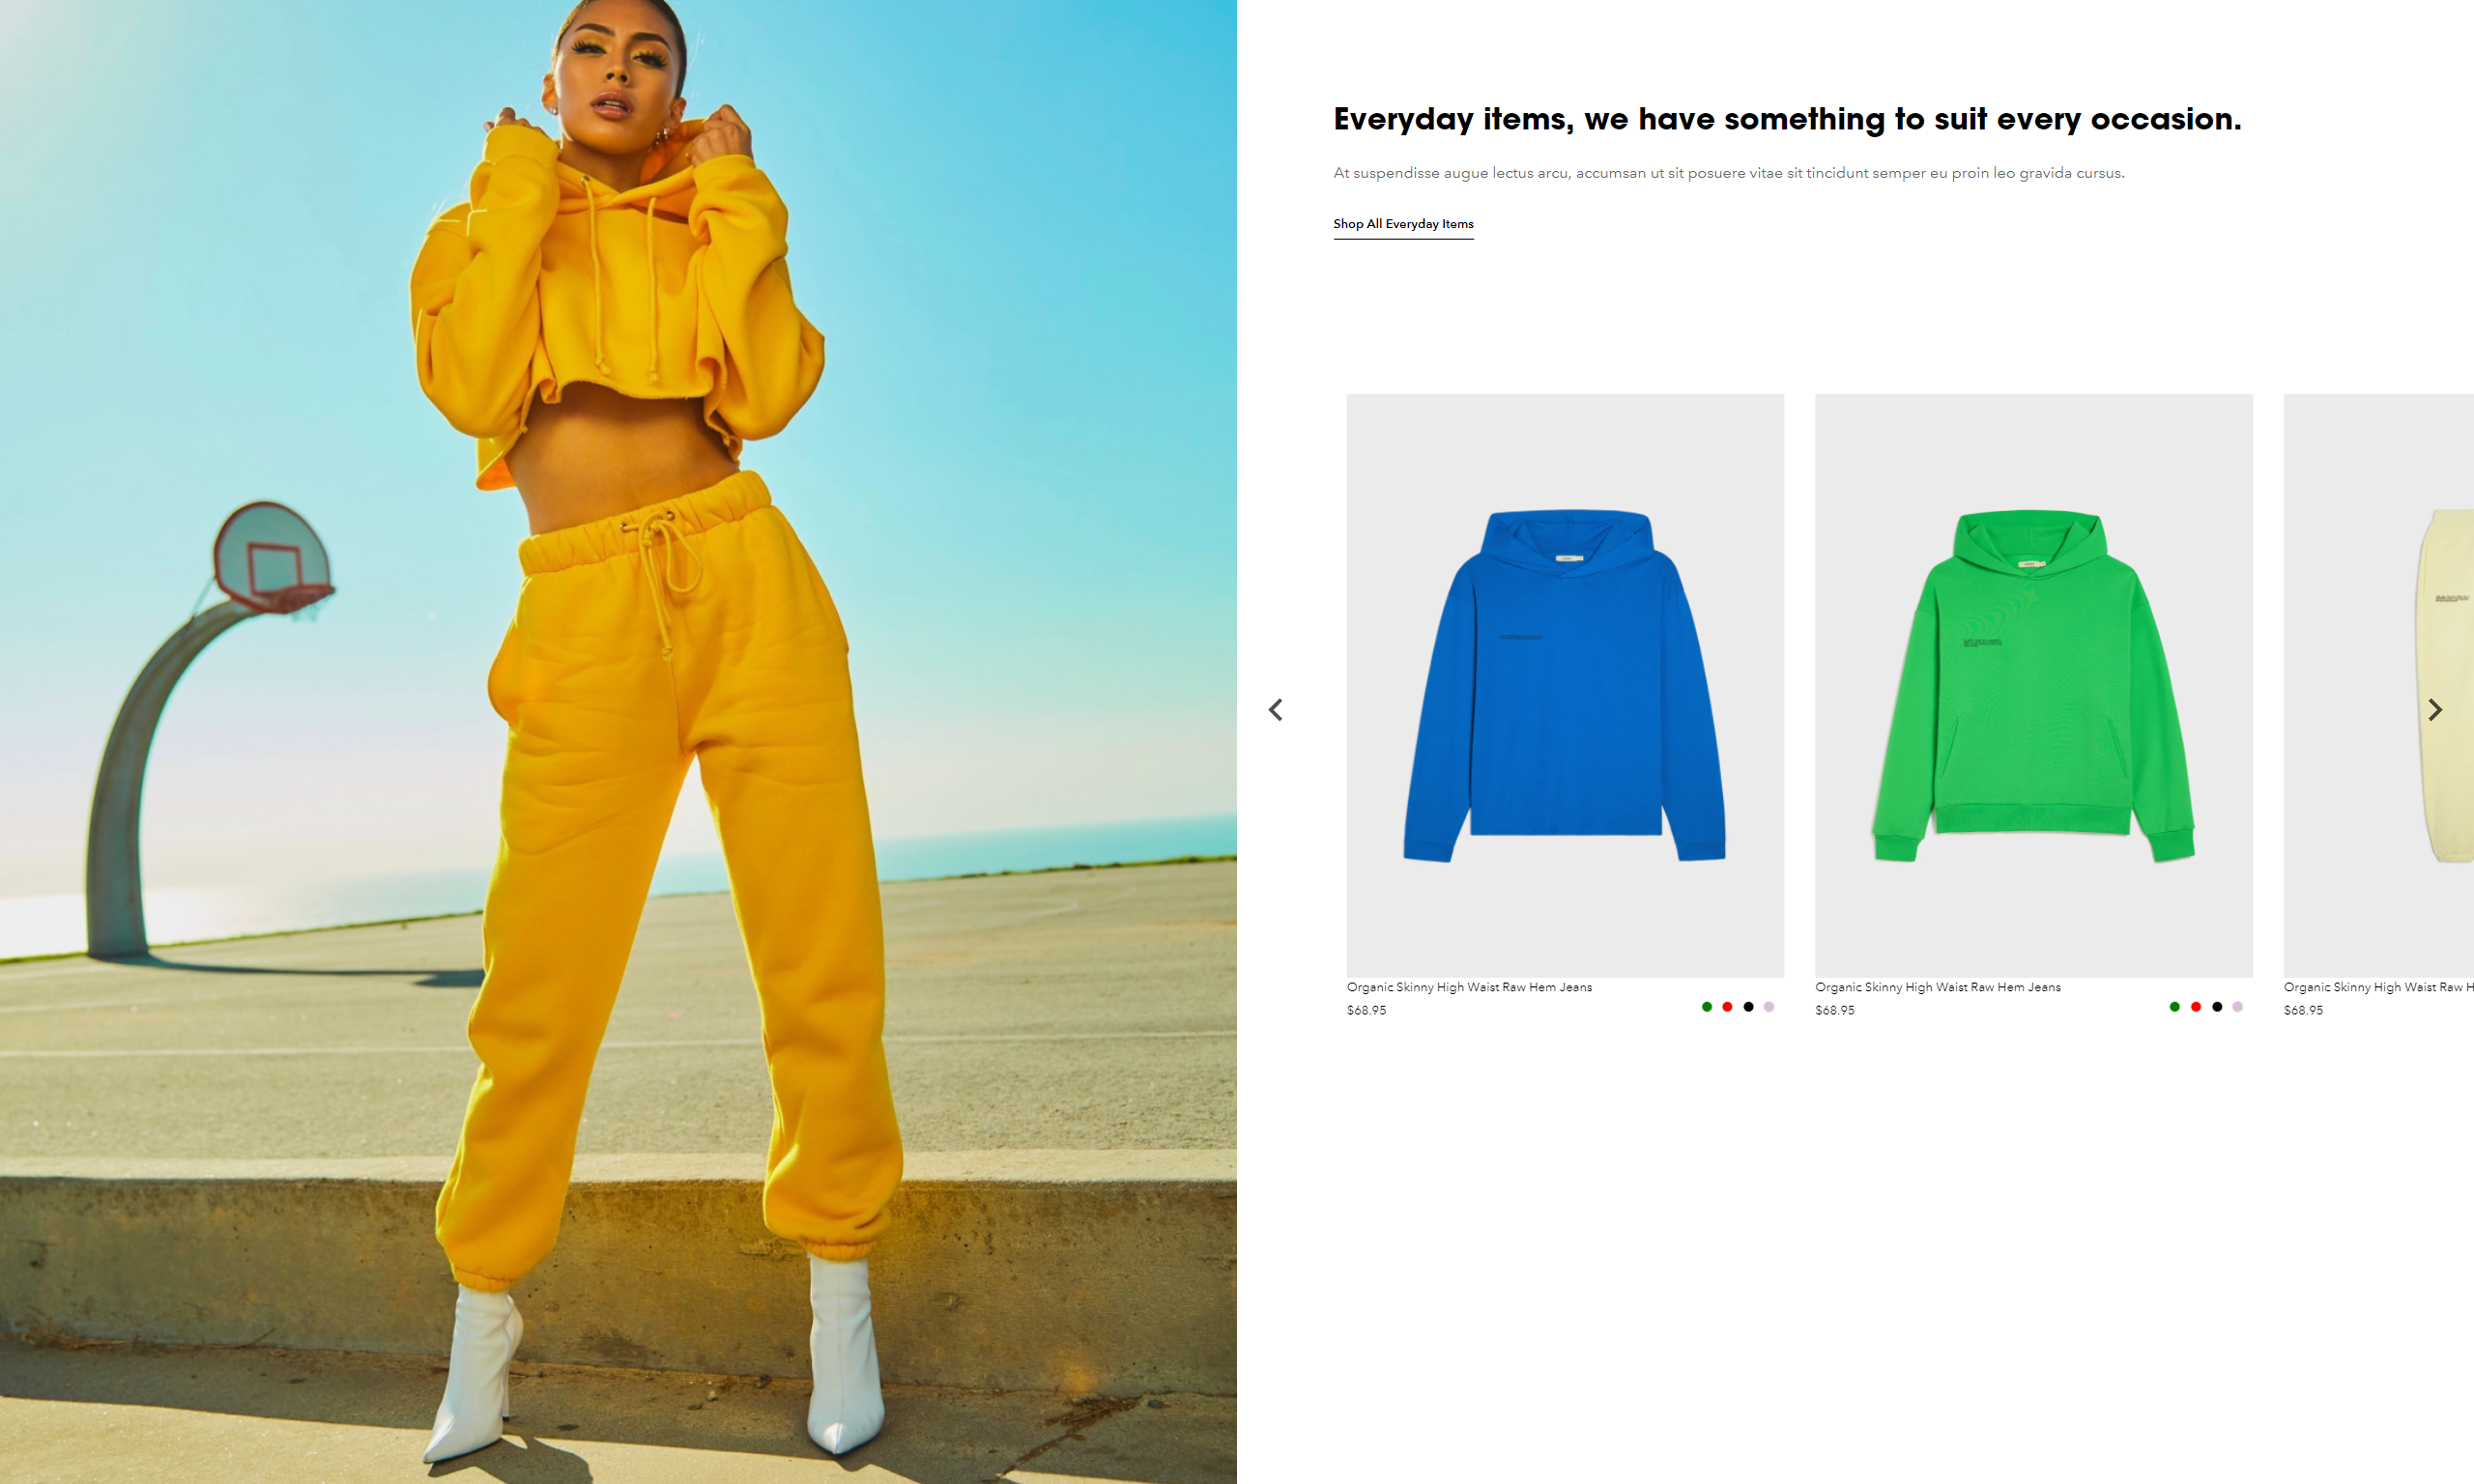 Everyday items, we have something to suit every occasion.
At suspendisse augue lectus arcu, accumsan ut sit posuere vitae sit tincidunt semper eu proin leo gravida cursus.
Shop All Everyday Items
Organic Skinny High Waist Raw Hem Jeans
$68.95
Organic Skinny High Waist Raw Hem Jeans
$68.95
Organic Skinny High Waist Raw
$68.95